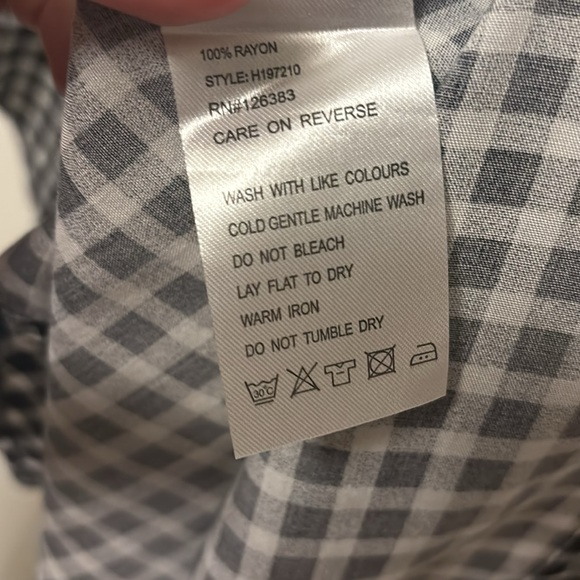 100% RAYON
STYLE: H197210
RN#126383
CARE ON REVERSE
WASH WITH LIKE COLOURS
COLD GENTLE MACHINE WASH
DO NOT BLEACH
LAY FLAT TO DRY
WARM IRON
DO NOT TUMBLE DRY
30°C